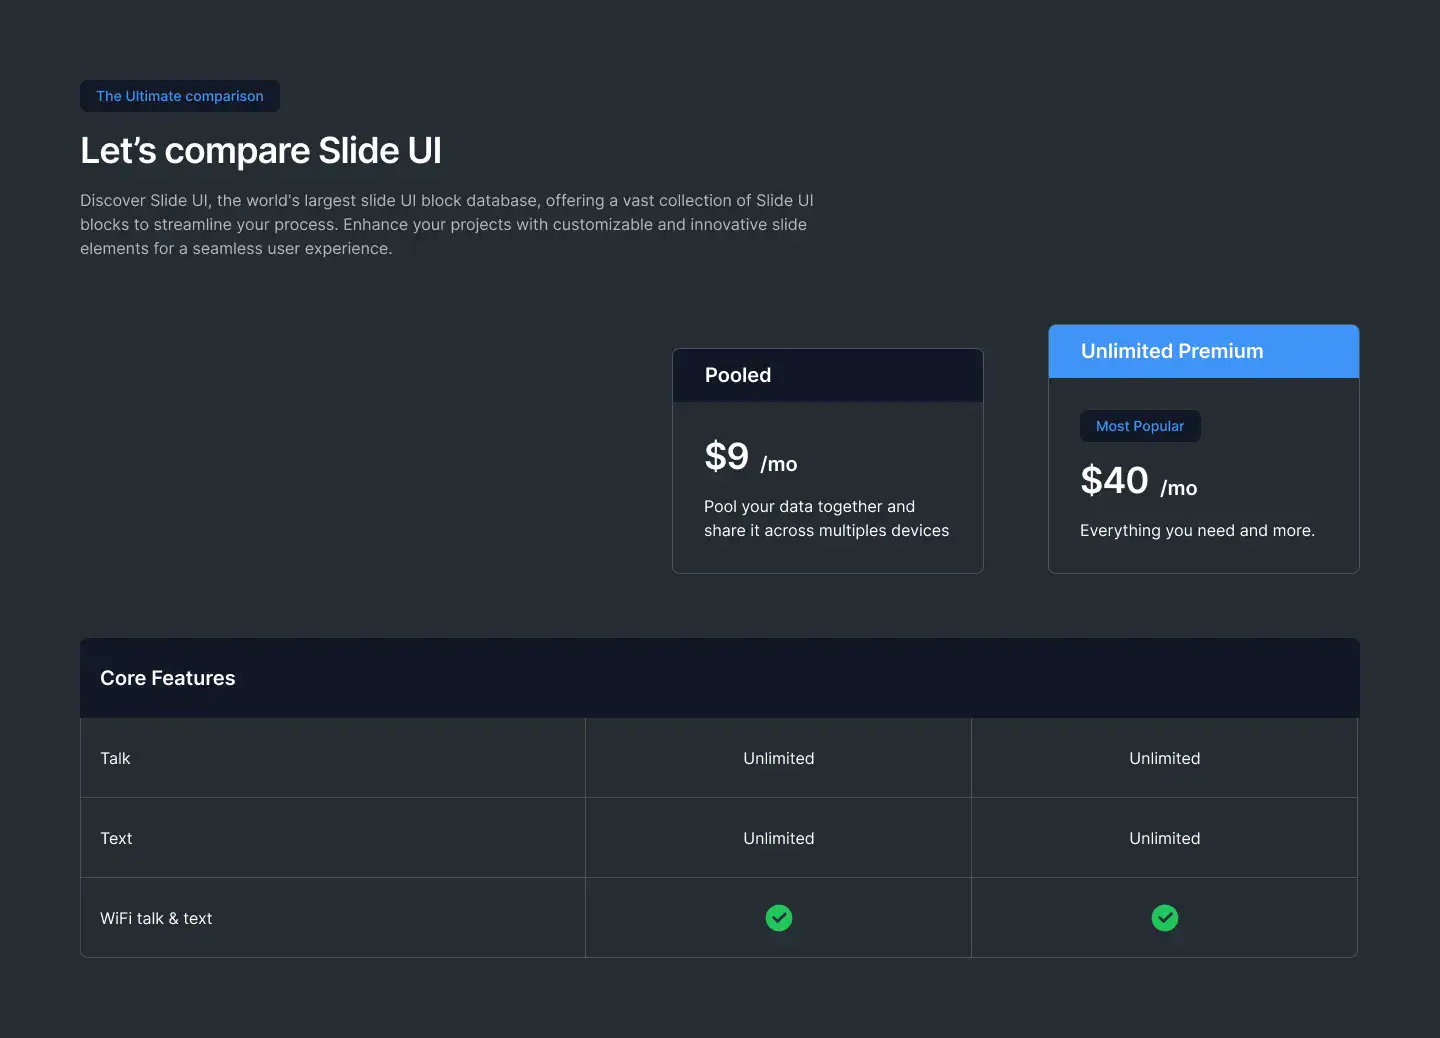 The Ultimate comparison
Let’s compare Slide UI
Discover Slide UI, the world's largest slide UI block database, offering a vast collection of Slide UI
blocks to streamline your process. Enhance your projects with customizable and innovative slide
elements for a seamless user experience.
Pooled
$9 /mo
Pool your data together and
share it across multiples devices
Unlimited Premium
Most Popular
$40 /mo
Everything you need and more.
Core Features
Talk Unlimited Unlimited
Text Unlimited Unlimited
WiFi talk & text